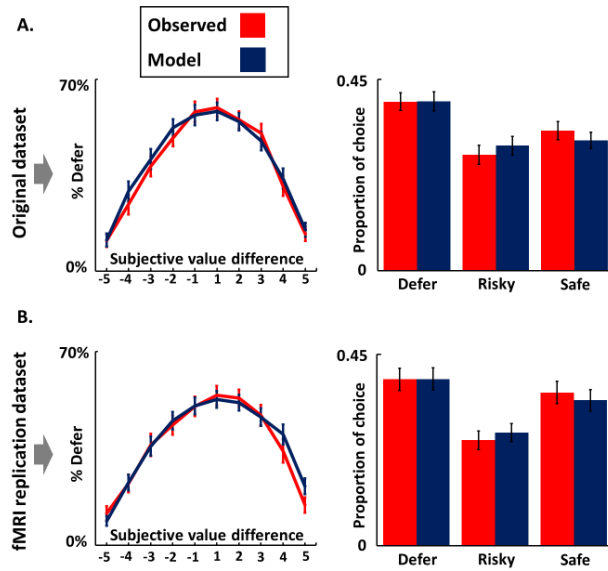 A.
Observed
Model
Original dataset
70%
% Defer
0%
Subjective value difference
-5 -4 -3 -2 -1 1 2 3 4 5
0.45
Proportion of choice
0
Defer Risky Safe
B.
fMRI replication dataset
70%
% Defer
0%
Subjective value difference
-5 -4 -3 -2 -1 1 2 3 4 5
0.45
Proportion of choice
0
Defer Risky Safe